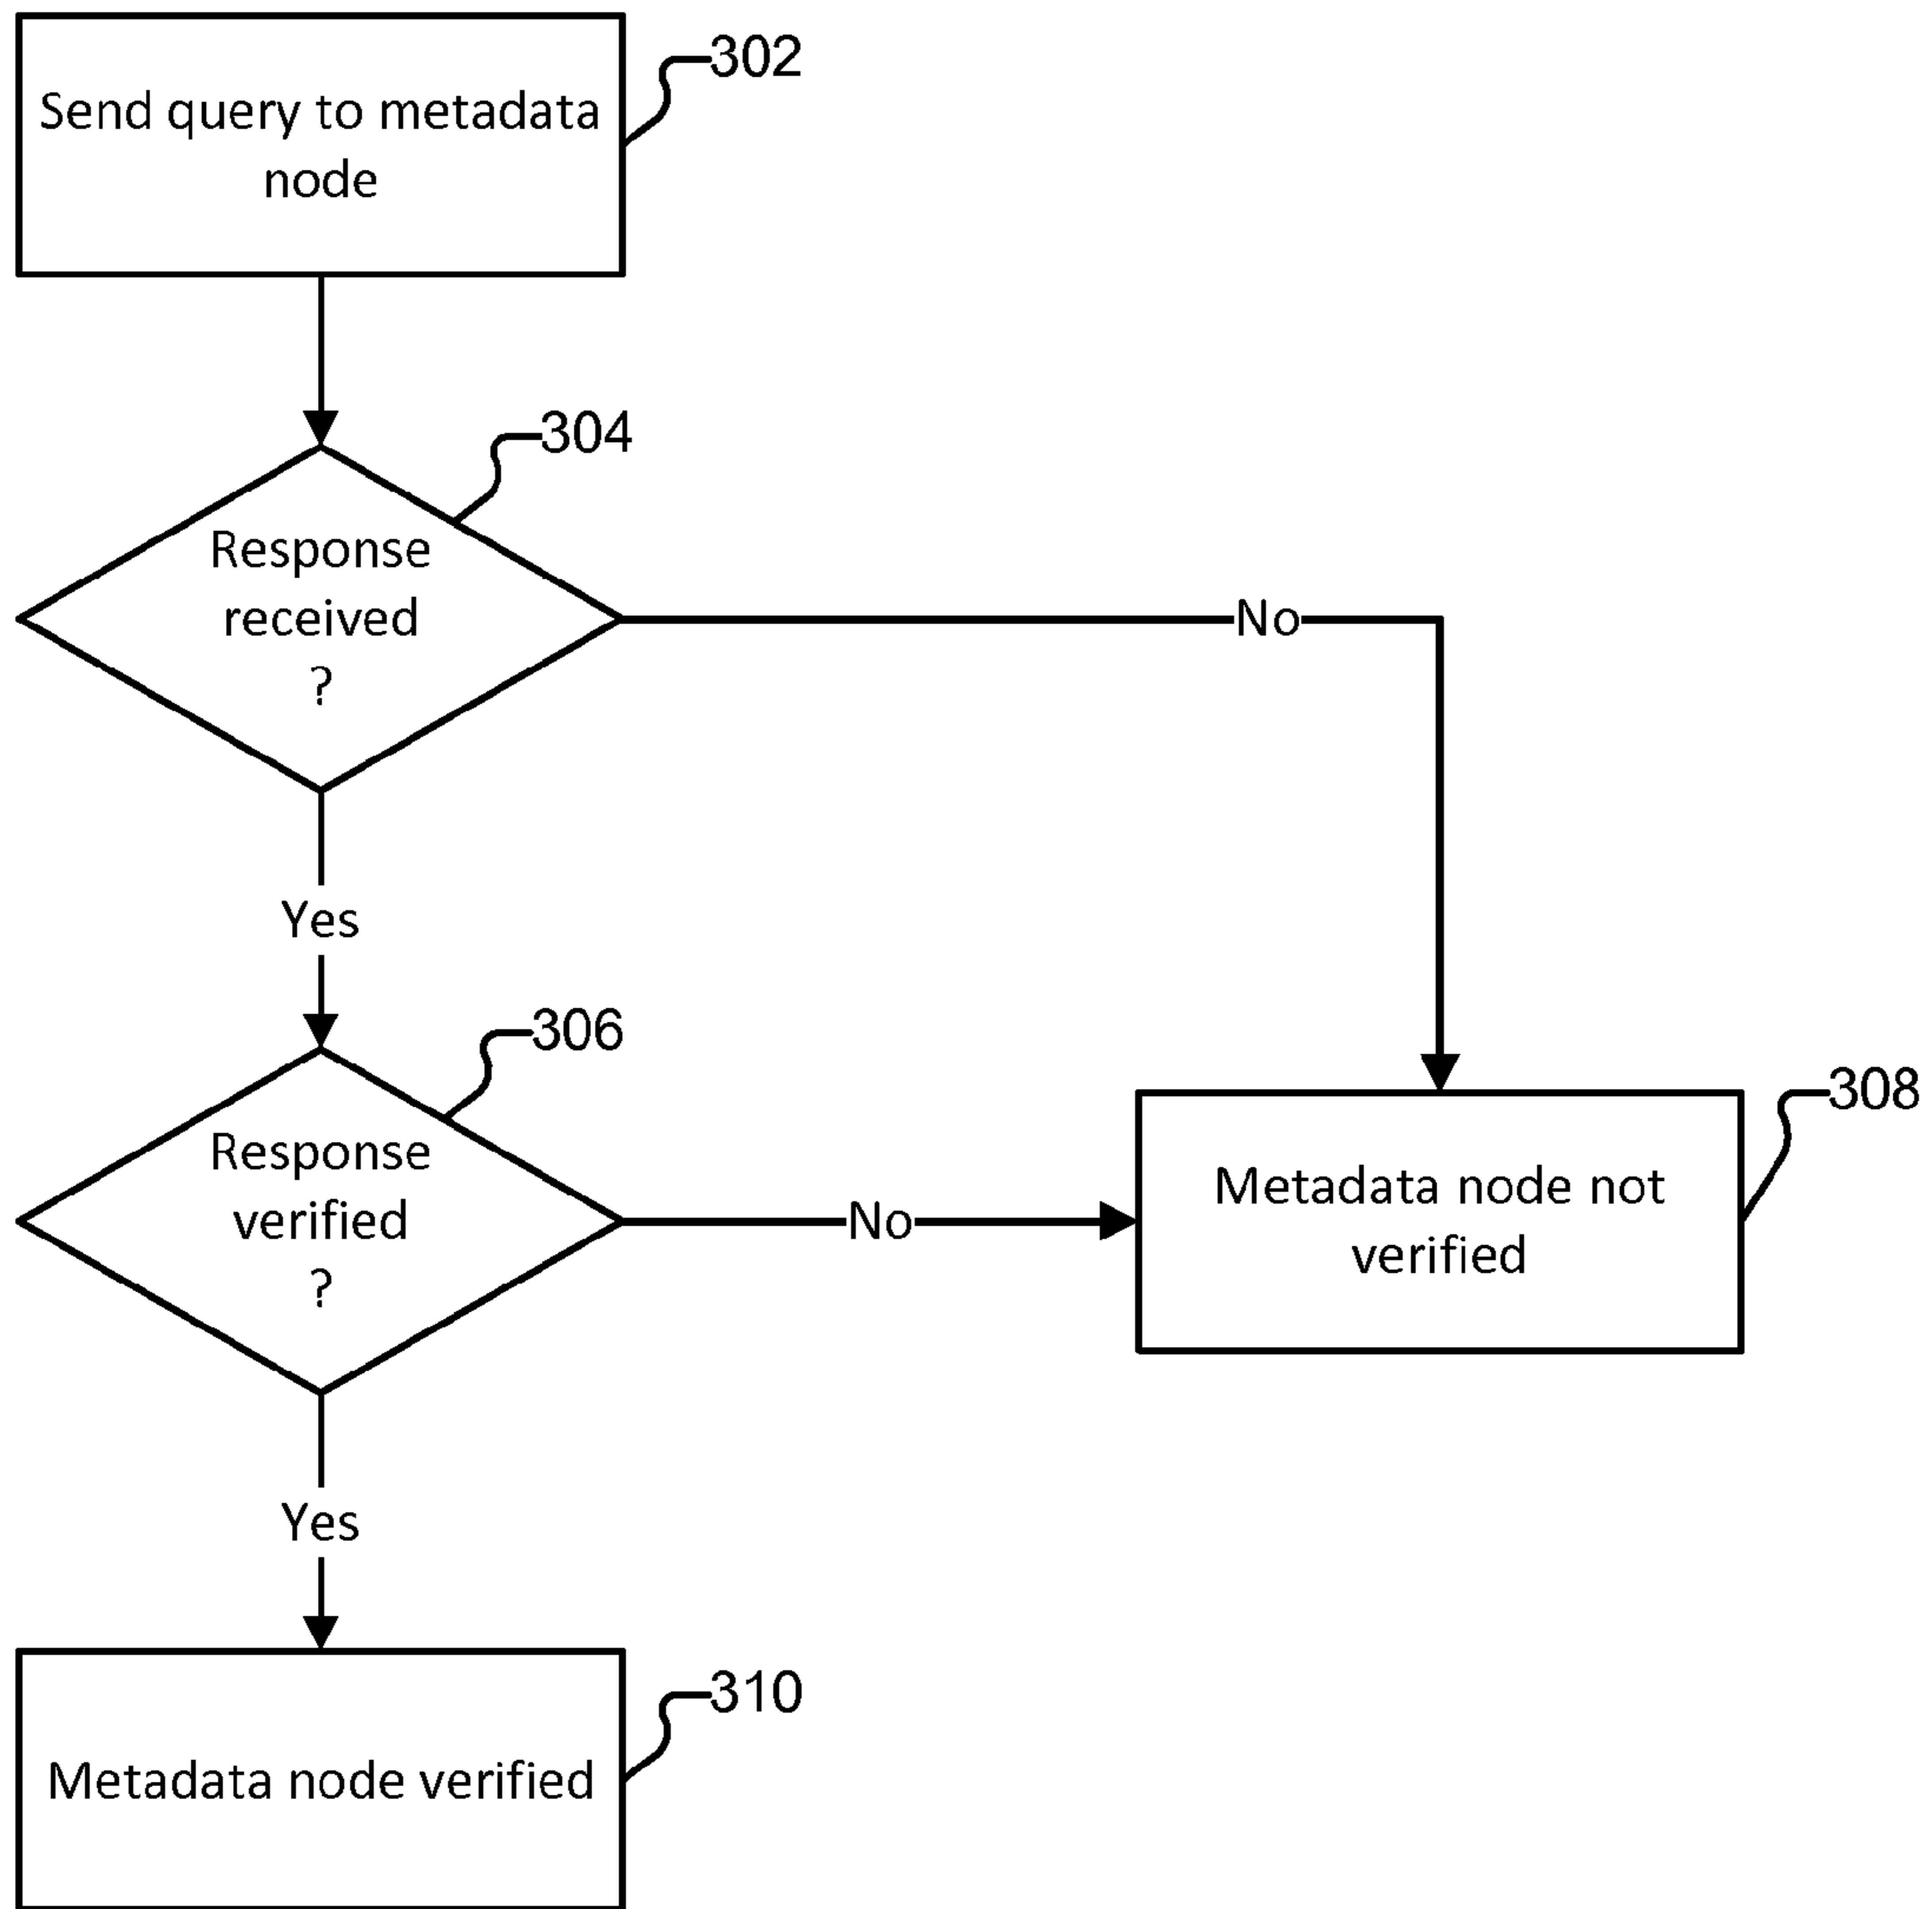 302
Send query to metadata
node
304
Response
received
?
No
Yes
306
Response
verified
?
No
308
Metadata node not
verified
Yes
310
Metadata node verified